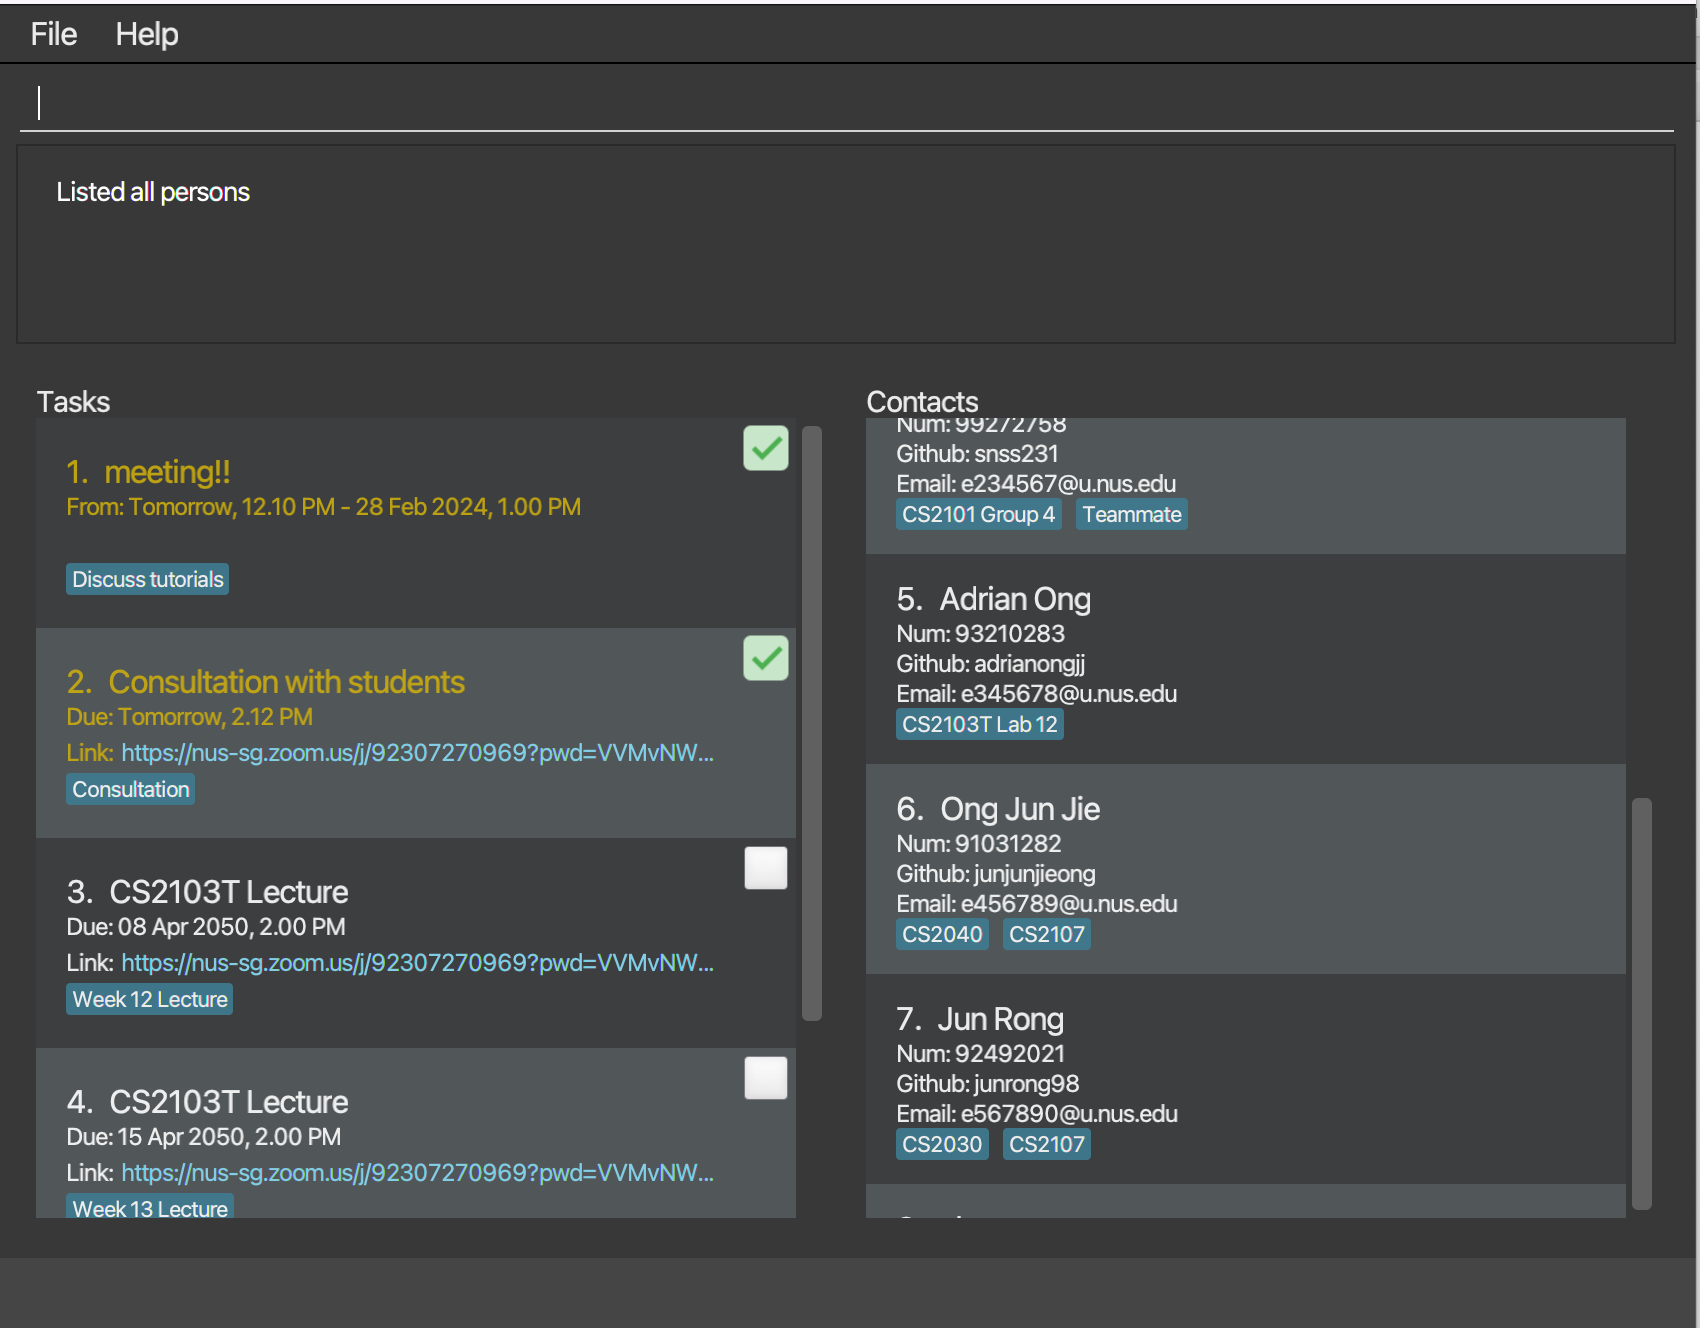 File Help
Listed all persons
Tasks
1. meeting!!
From: Tomorrow, 12.10 PM - 28 Feb 2024, 1.00 PM
Discuss tutorials
2. Consultation with students
Due: Tomorrow, 2.12 PM
Link: https://nus-sg.zoom.us/j/92307270969?pwd=VVMvNW...
Consultation
3. CS2103T Lecture
Due: 08 Apr 2050, 2.00 PM
Link: https://nus-sg.zoom.us/j/92307270969?pwd=VVMvNW...
Week 12 Lecture
4. CS2103T Lecture
Due: 15 Apr 2050, 2.00 PM
Link: https://nus-sg.zoom.us/j/92307270969?pwd=VVMvNW...
Week 13 Lecture
Contacts
Num: 99272758
Github: snss231
Email: e234567@u.nus.edu
CS2101 Group 4 Teammate
5. Adrian Ong
Num: 93210283
Github: adrianongjj
Email: e345678@u.nus.edu
CS2103T Lab 12
6. Ong Jun Jie
Num: 91031282
Github: junjunjieong
Email: e456789@u.nus.edu
CS2040 CS2107
7. Jun Rong
Num: 92492021
Github: junrong98
Email: e567890@u.nus.edu
CS2030 CS2107